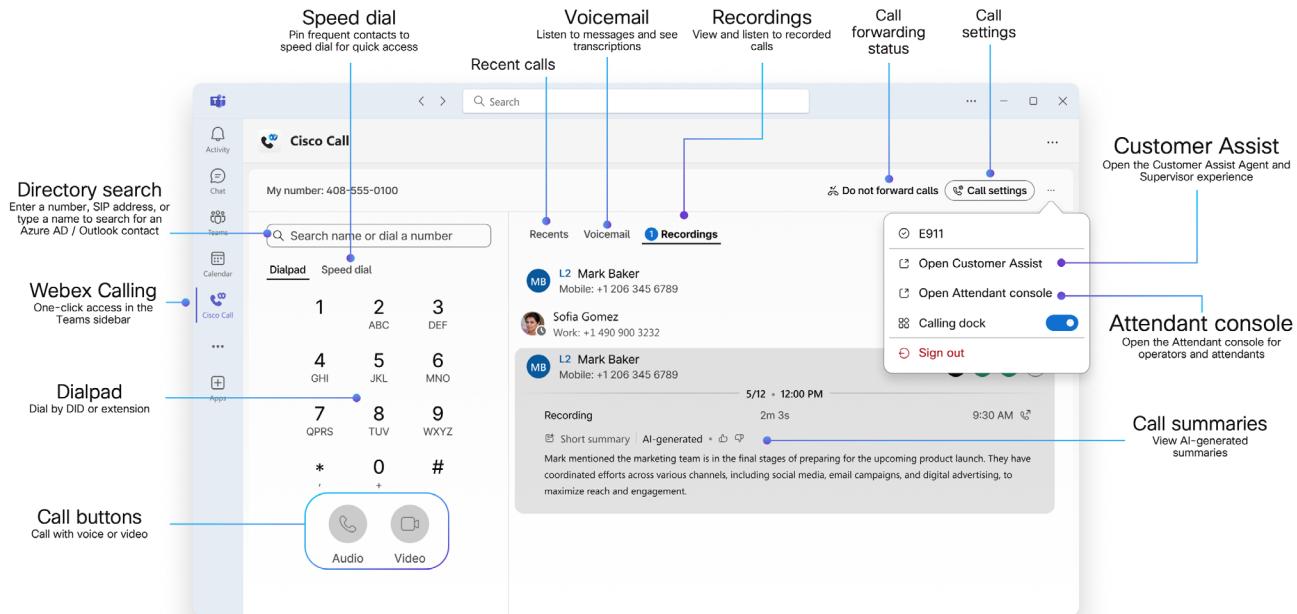 Speed dial
Pin frequent contacts to
speed dial for quick access
Voicemail
Listen to messages and see
transcriptions
Recordings
View and listen to recorded
calls
Call
forwarding
status
Call
settings
Recent calls
Search
Activity
Cisco Call
Customer Assist
Open the Customer Assist Agent and
Supervisor experience
Directory search
Enter a number, SIP address, or
type a name to search for an
Azure AD / Outlook contact
Chat
My number: 408-555-0100
Do not forward calls
Call settings
Teams
Search name or dial a number
Recents
Voicemail
1 Recordings
E911
Calendar
Dialpad
Speed dial
MB
L2 Mark Baker
Mobile: +1 206 345 6789
Open Customer Assist
Webex Calling
One-click access in the
Teams sidebar
Cisco Call
1
2
ABC
3
DEF
Sofia Gomez
Work: +1 490 900 3232
Open Attendant console
Calling dock
Sign out
Attendant console
Open the Attendant console for
operators and attendants
4
GHI
5
JKL
6
MNO
MB
L2 Mark Baker
Mobile: +1 206 345 6789
5/12 • 12:00 PM
Dialpad
Dial by DID or extension
Apps
7
PQRS
8
TUV
9
WXYZ
Recording
2m 3s
9:30 AM
Short summary
AI-generated •
Call summaries
View AI-generated
summaries
*
,
0
+
#
Mark mentioned the marketing team is in the final stages of preparing for the upcoming product launch. They have
coordinated efforts across various channels, including social media, email campaigns, and digital advertising, to
maximize reach and engagement.
Call buttons
Call with voice or video
Audio
Video